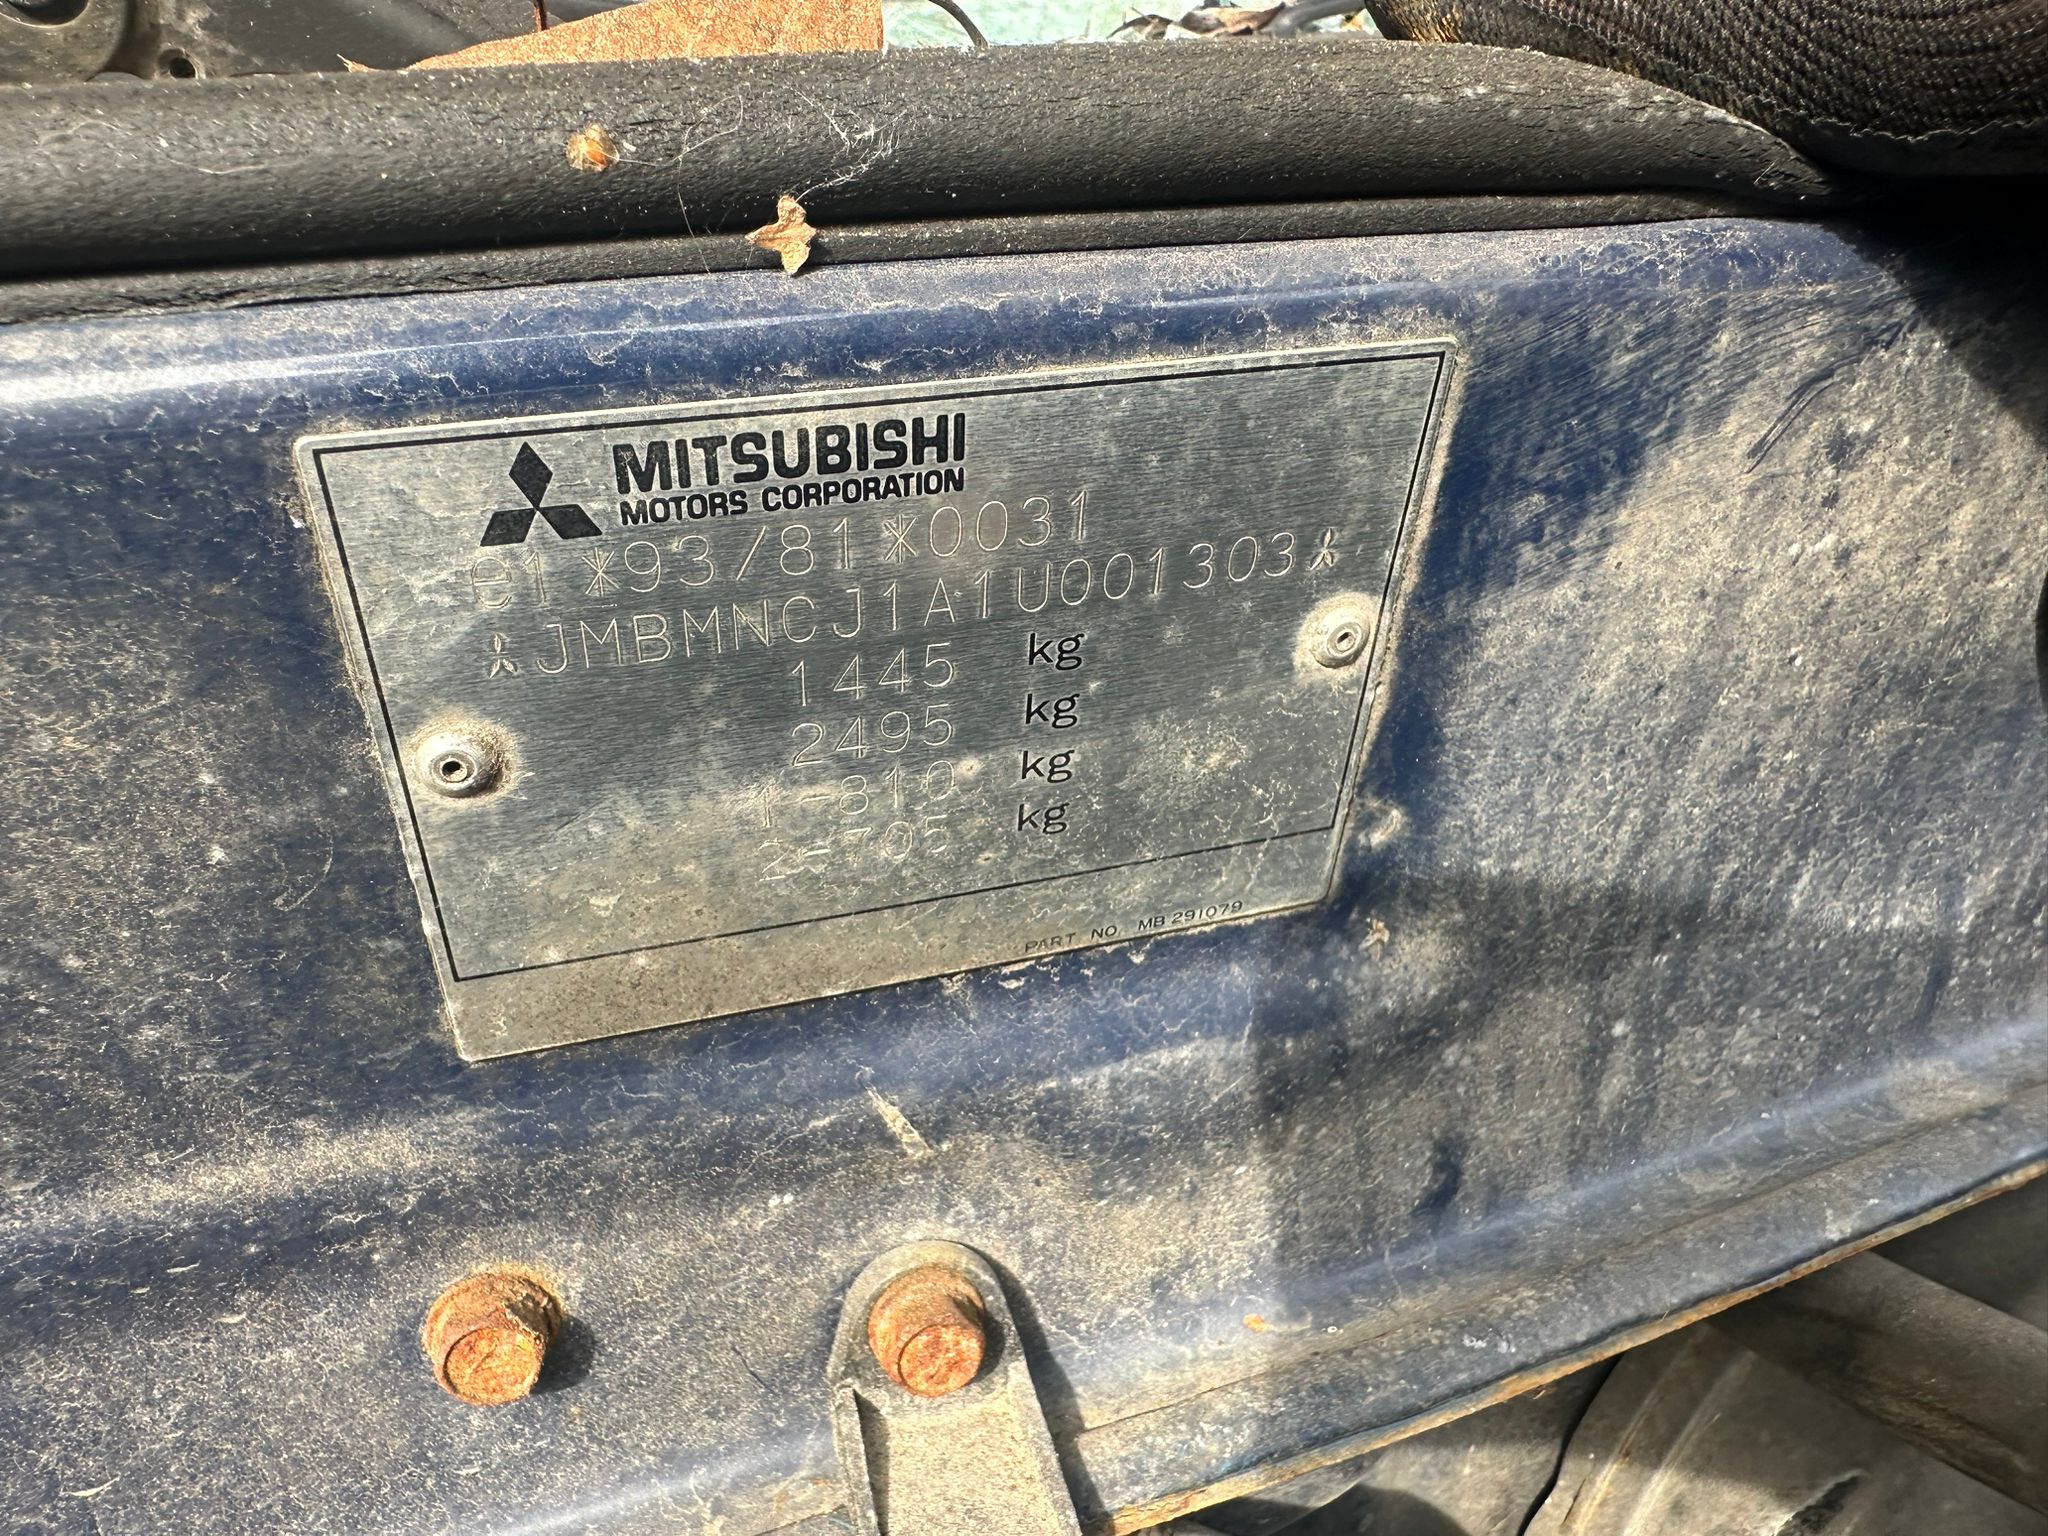 MITSUBISHI
MOTORS CORPORATION
e1*93/81*0031
JMBMNCJ1A1U001303
1445 kg
2495 kg
1-810 kg
2-705 kg
PART NO. MB 291079